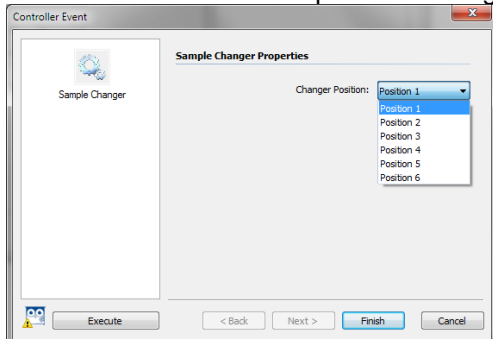 Controller Event
Sample Changer
Sample Changer Properties
Changer Position: Position 1
Position 1
Position 2
Position 3
Position 4
Position 5
Position 6
Execute
< Back
Next >
Finish
Cancel